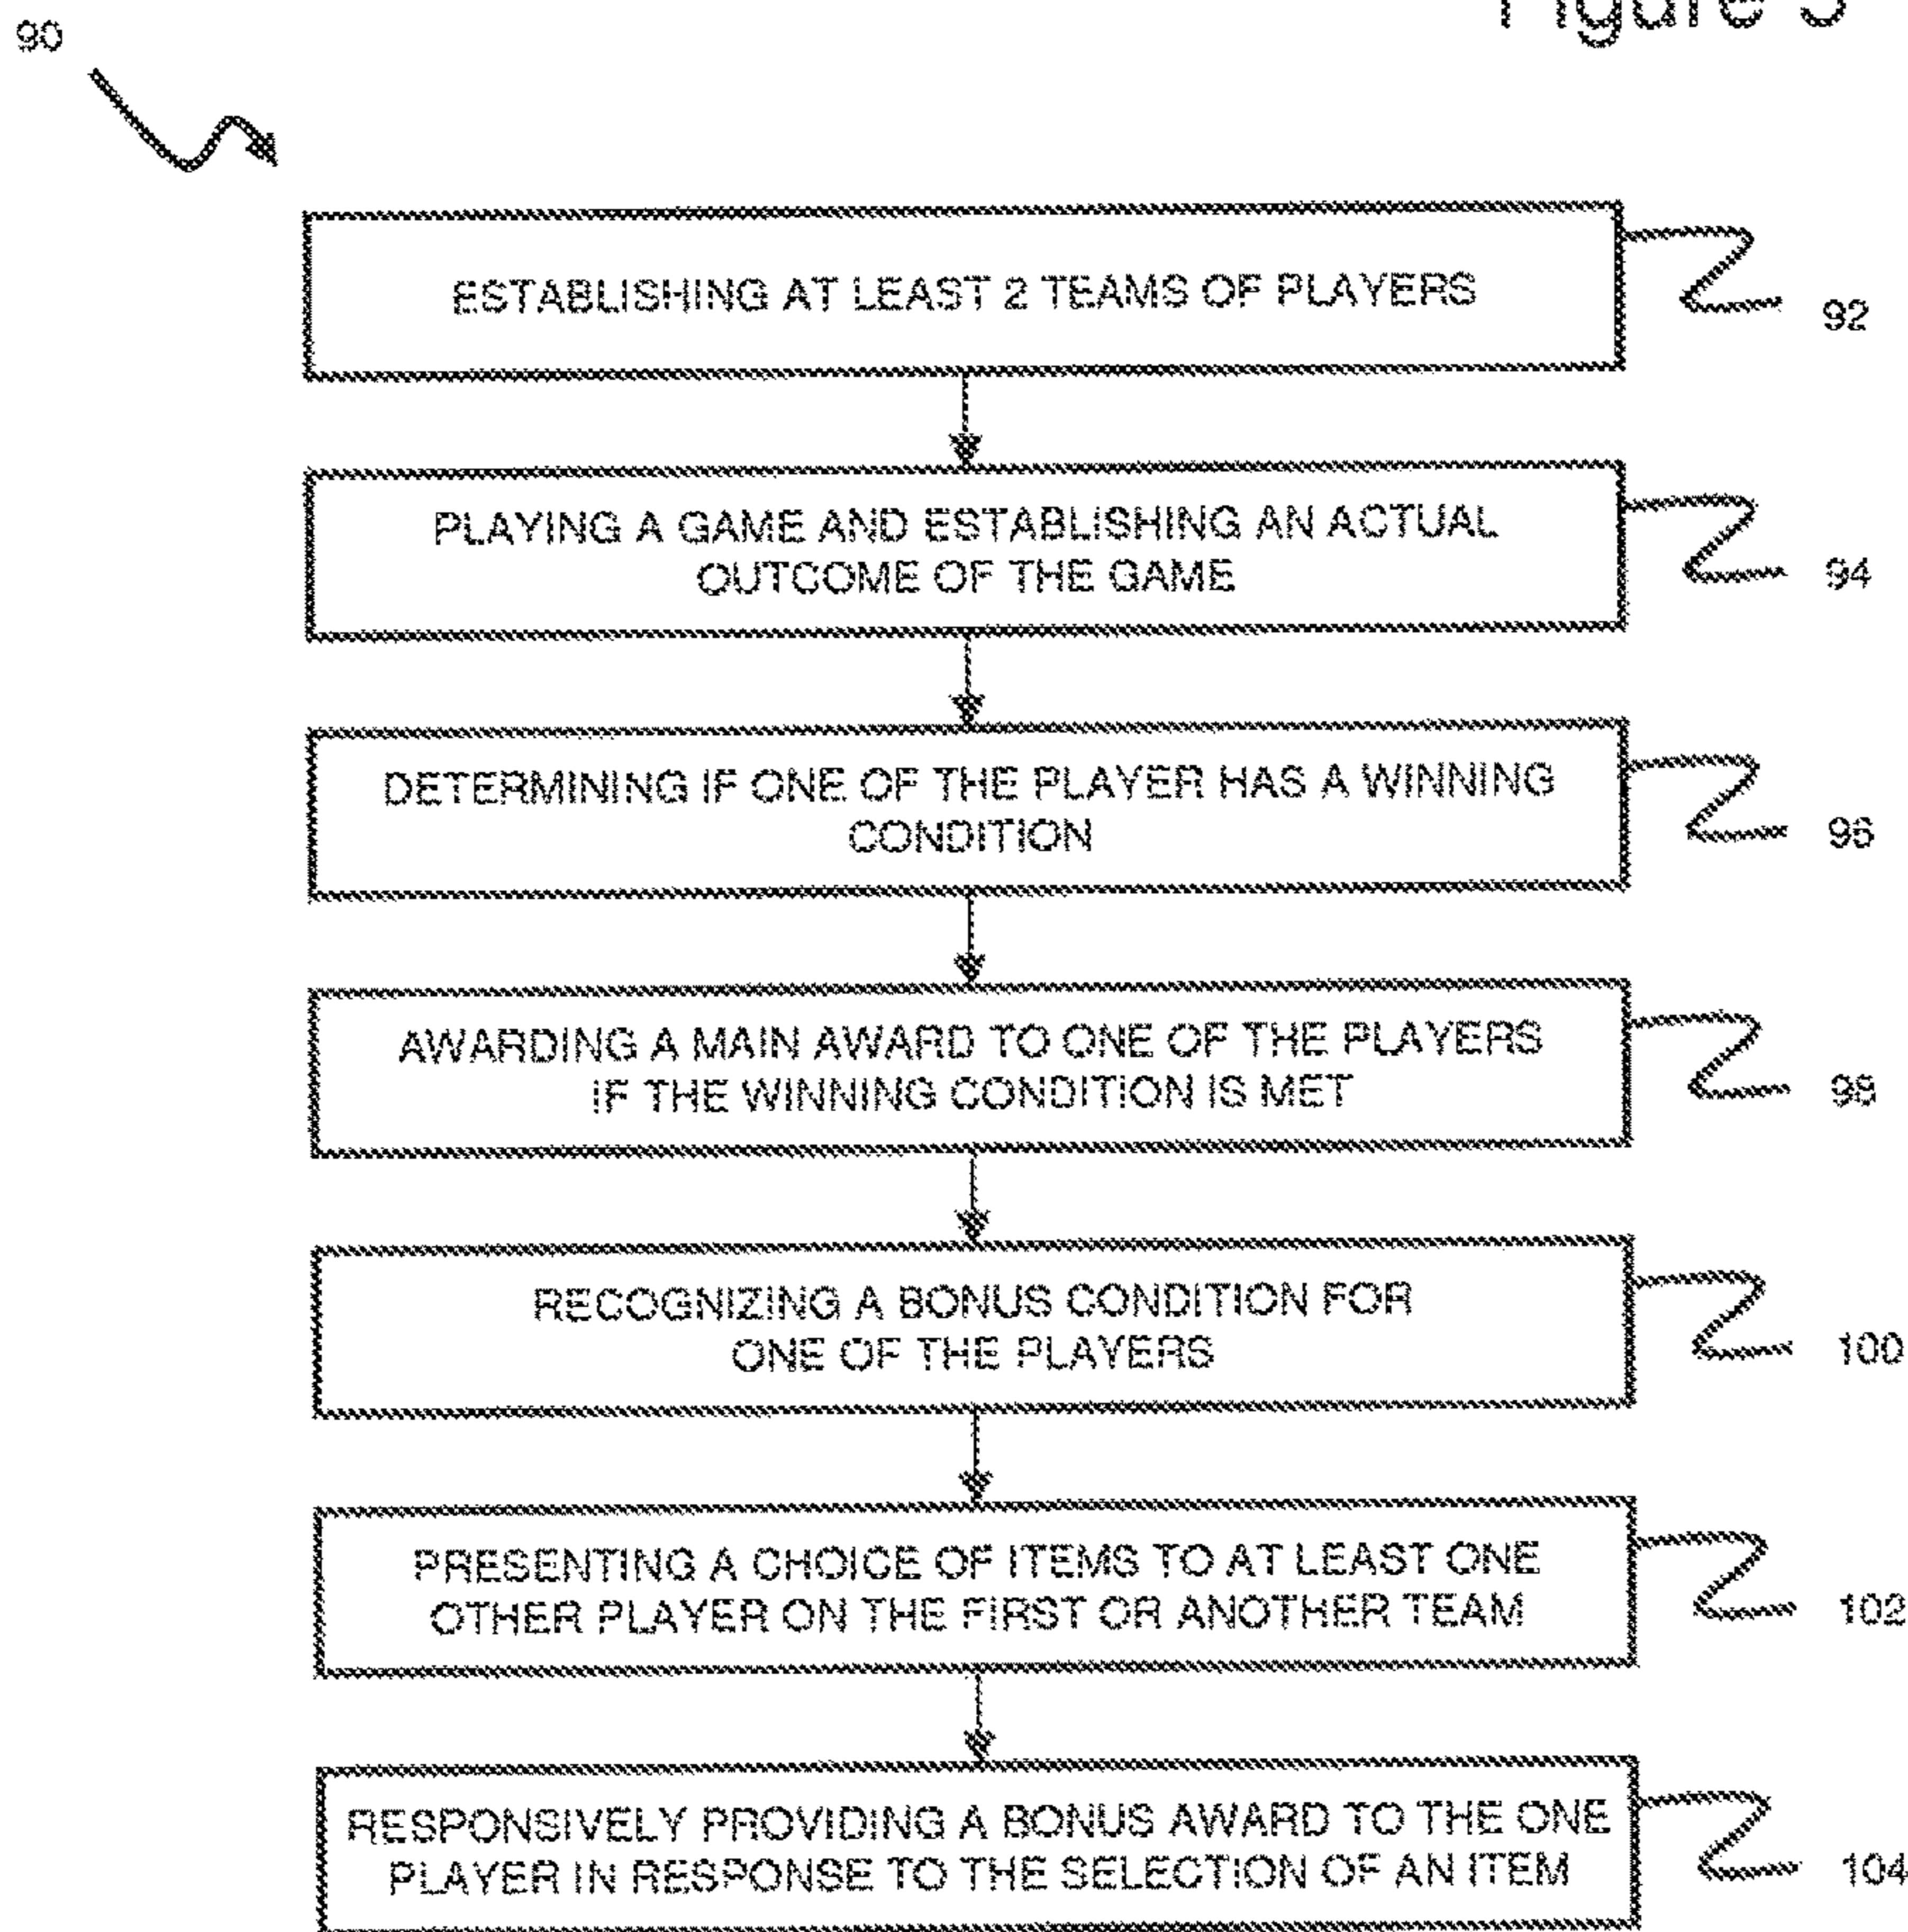 90
ESTABLISHING AT LEAST 2 TEAMS OF PLAYERS
92
PLAYING A GAME AND ESTABLISHING AN ACTUAL
OUTCOME OF THE GAME
94
DETERMINING IF ONE OF THE PLAYER HAS A WINNING
CONDITION
96
AWARDING A MAIN AWARD TO ONE OF THE PLAYERS
IF THE WINNING CONDITION IS MET
98
RECOGNIZING A BONUS CONDITION FOR
ONE OF THE PLAYERS
100
PRESENTING A CHOICE OF ITEMS TO AT LEAST ONE
OTHER PLAYER ON THE FIRST OR ANOTHER TEAM
102
RESPONSIVELY PROVIDING A BONUS AWARD TO THE ONE
PLAYER IN RESPONSE TO THE SELECTION OF AN ITEM
104